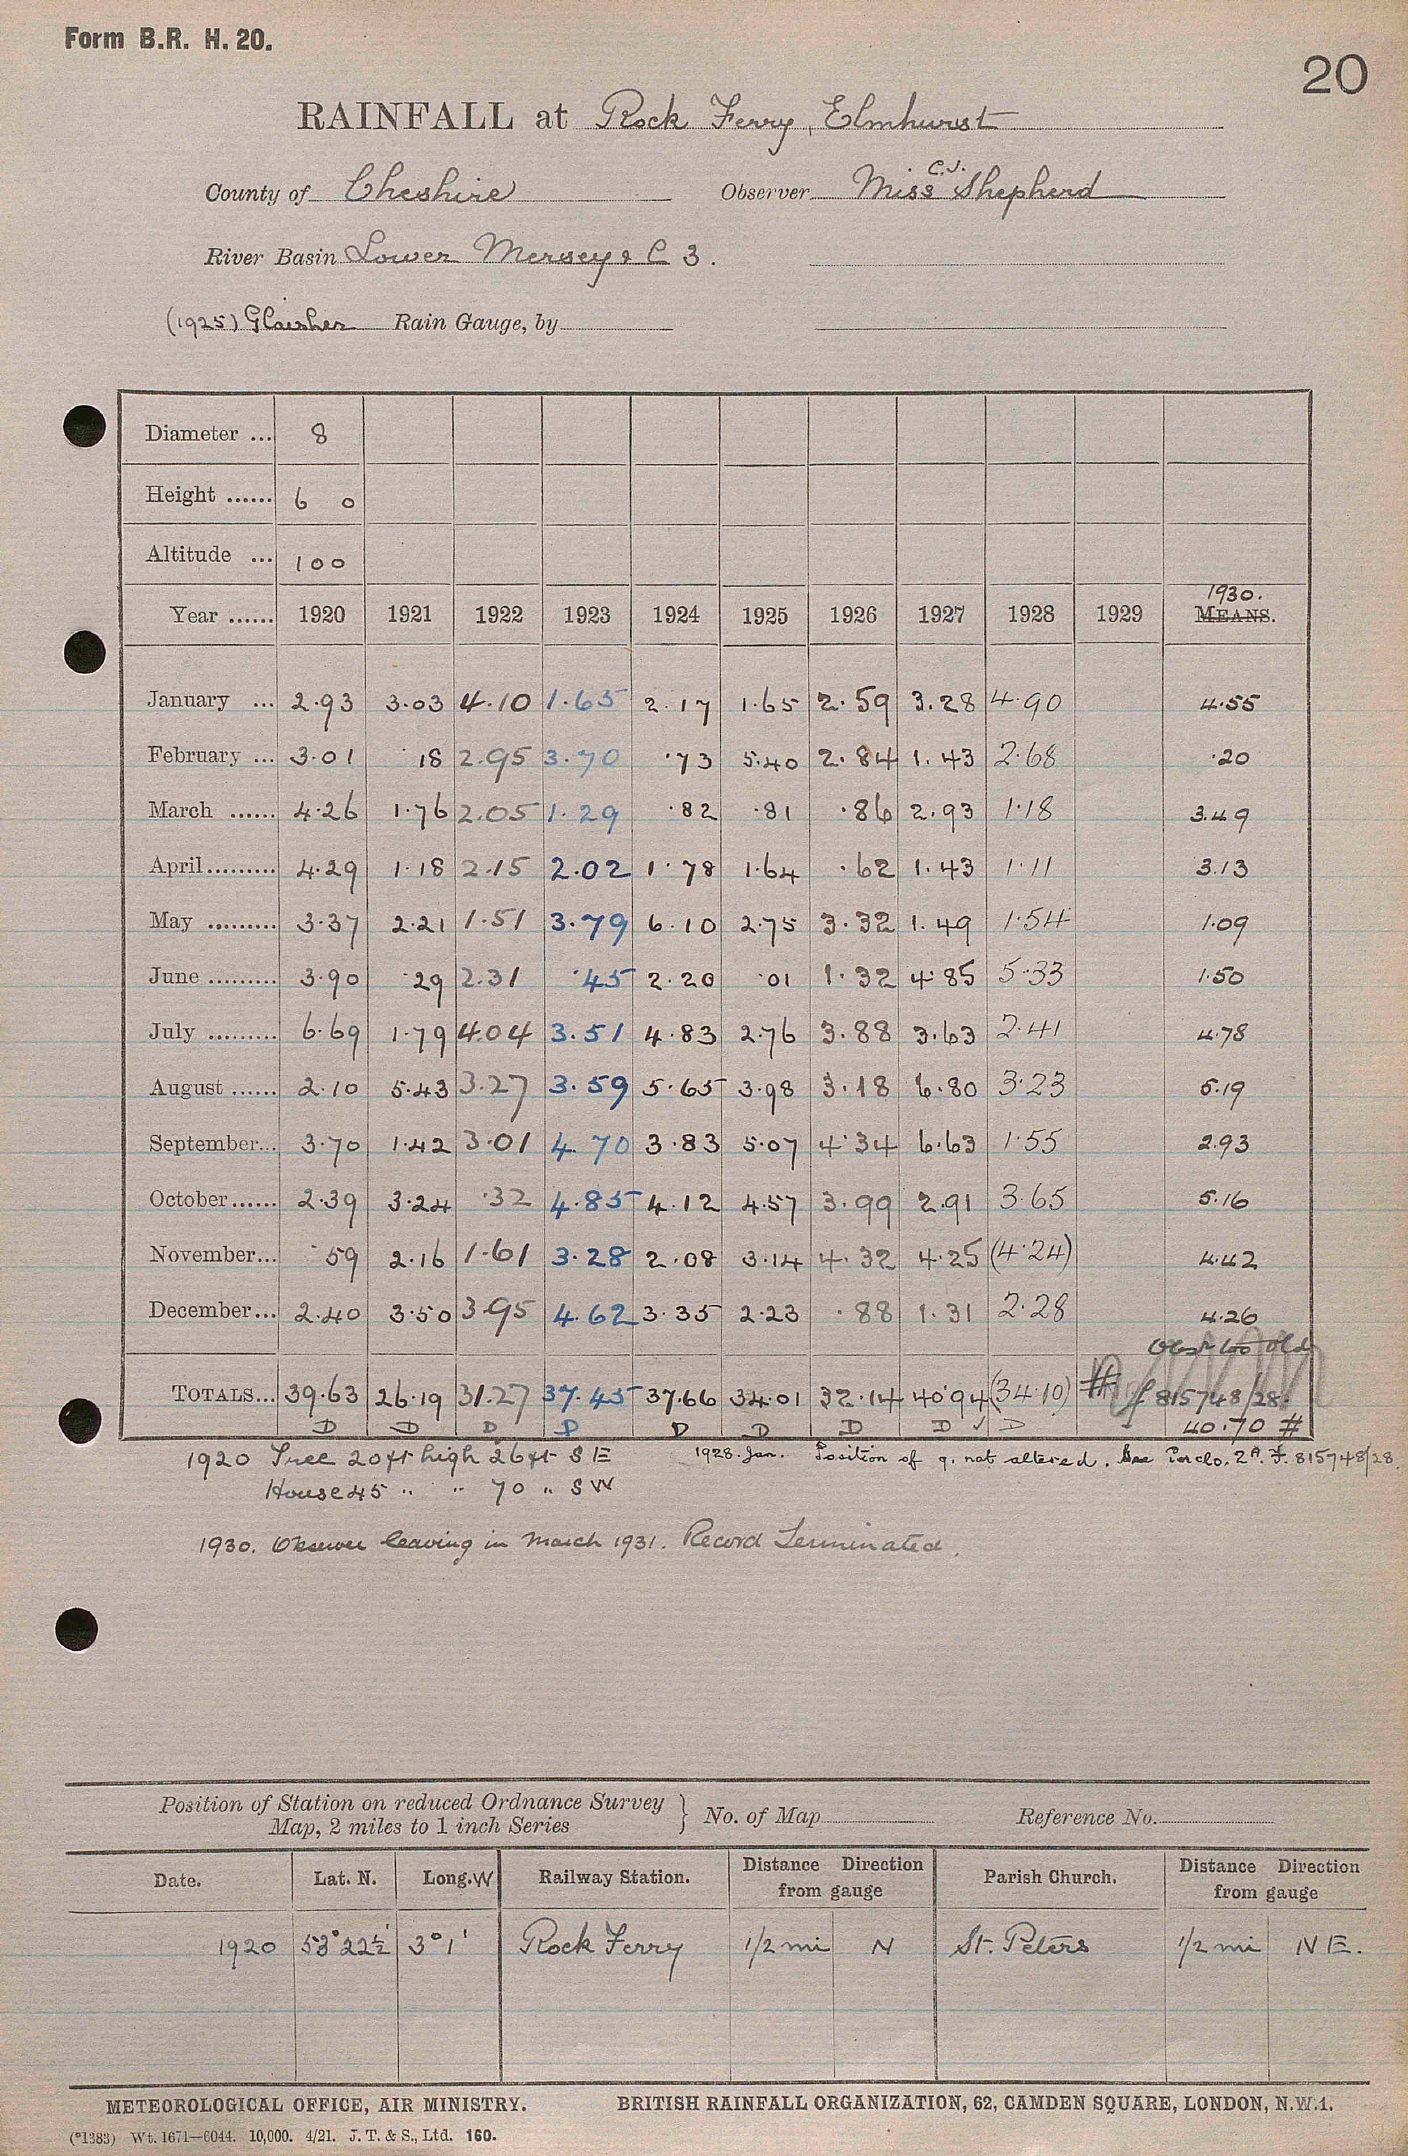 Form B.R. H. 20.
20
RAINFALL at Rock Ferry, Elmhurst
County of Cheshire Observer Miss C.J. Shepherd
River Basin Lower Mersey & C 3.
(1925) Glaisher Rain Gauge, by
Diameter ... 8
Height ...... 6 0
Altitude ... 100
1930.
Year ...... 1920 1921 1922 1923 1924 1925 1926 1927 1928 1929 MEANS.
January ... 2.93 3.03 4.10 1.65 2.17 1.65 2.59 3.28 4.90 4.55
February ... 3.01 .18 2.95 3.70 .73 5.40 2.84 1.43 2.68 .20
March ...... 4.26 1.76 2.05 1.29 .82 .81 .86 2.93 1.18 3.49
April ......... 4.29 1.18 2.15 2.02 1.78 1.64 .62 1.43 1.11 3.13
May ......... 3.37 2.21 1.51 3.79 6.10 2.75 3.32 1.49 1.54 1.09
June ......... 3.90 .29 2.31 .45 2.20 .01 1.32 4.85 5.33 1.50
July ......... 6.69 1.79 4.04 3.51 4.83 2.76 3.88 3.63 2.41 4.78
August ...... 2.10 5.43 3.27 3.59 5.65 3.98 3.18 6.80 3.23 5.19
September... 3.70 1.42 3.01 4.70 3.83 5.07 4.34 6.63 1.55 2.93
October...... 2.39 3.24 .32 4.85 4.12 4.57 3.99 2.91 3.65 5.16
November... .59 2.16 1.61 3.28 2.08 3.14 4.32 4.25 (4.24) 4.42
December... 2.40 3.50 3.95 4.62 3.35 2.23 .88 1.31 2.28 4.26
Obsr too old
TOTALS... 39.63 26.19 31.27 37.45 37.66 34.01 32.14 40.94 (34.10) # f 815748/28.
D D D D D D D D ✓ D 40.70 #
1920 Tree 20 ft high 26 ft S E 1928. Jan. Position of g. not altered. See Perclo. 2A. F. 815748/28.
House 45 " " 70 " S W
1930. Observer leaving in March 1931. Record Terminated.
Position of Station on reduced Ordnance Survey
Map, 2 miles to 1 inch Series } No. of Map Reference No.
Date. Lat. N. Long. W Railway Station. Distance Direction from gauge Parish Church. Distance Direction from gauge
1920 53° 22½' 3° 1' Rock Ferry 1/2 mi N St. Peters 1/2 mi N E.
METEOROLOGICAL OFFICE, AIR MINISTRY. BRITISH RAINFALL ORGANIZATION, 62, CAMDEN SQUARE, LONDON, N.W.1.
(*1383) Wt. 1671—6044. 10,000. 4/21. J. T. & S., Ltd. 160.